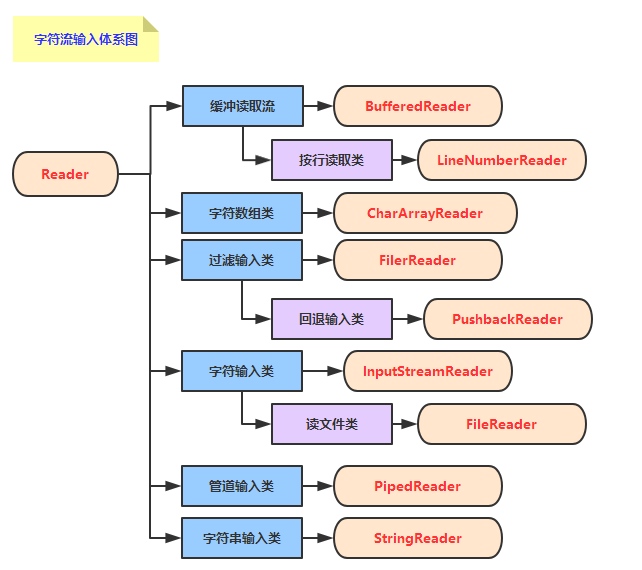 字符流输入体系图
缓冲读取流
BufferedReader
按行读取类
LineNumberReader
Reader
字符数组类
CharArrayReader
过滤输入类
FilerReader
回退输入类
PushbackReader
字符输入类
InputStreamReader
读文件类
FileReader
管道输入类
PipedReader
字符串输入类
StringReader